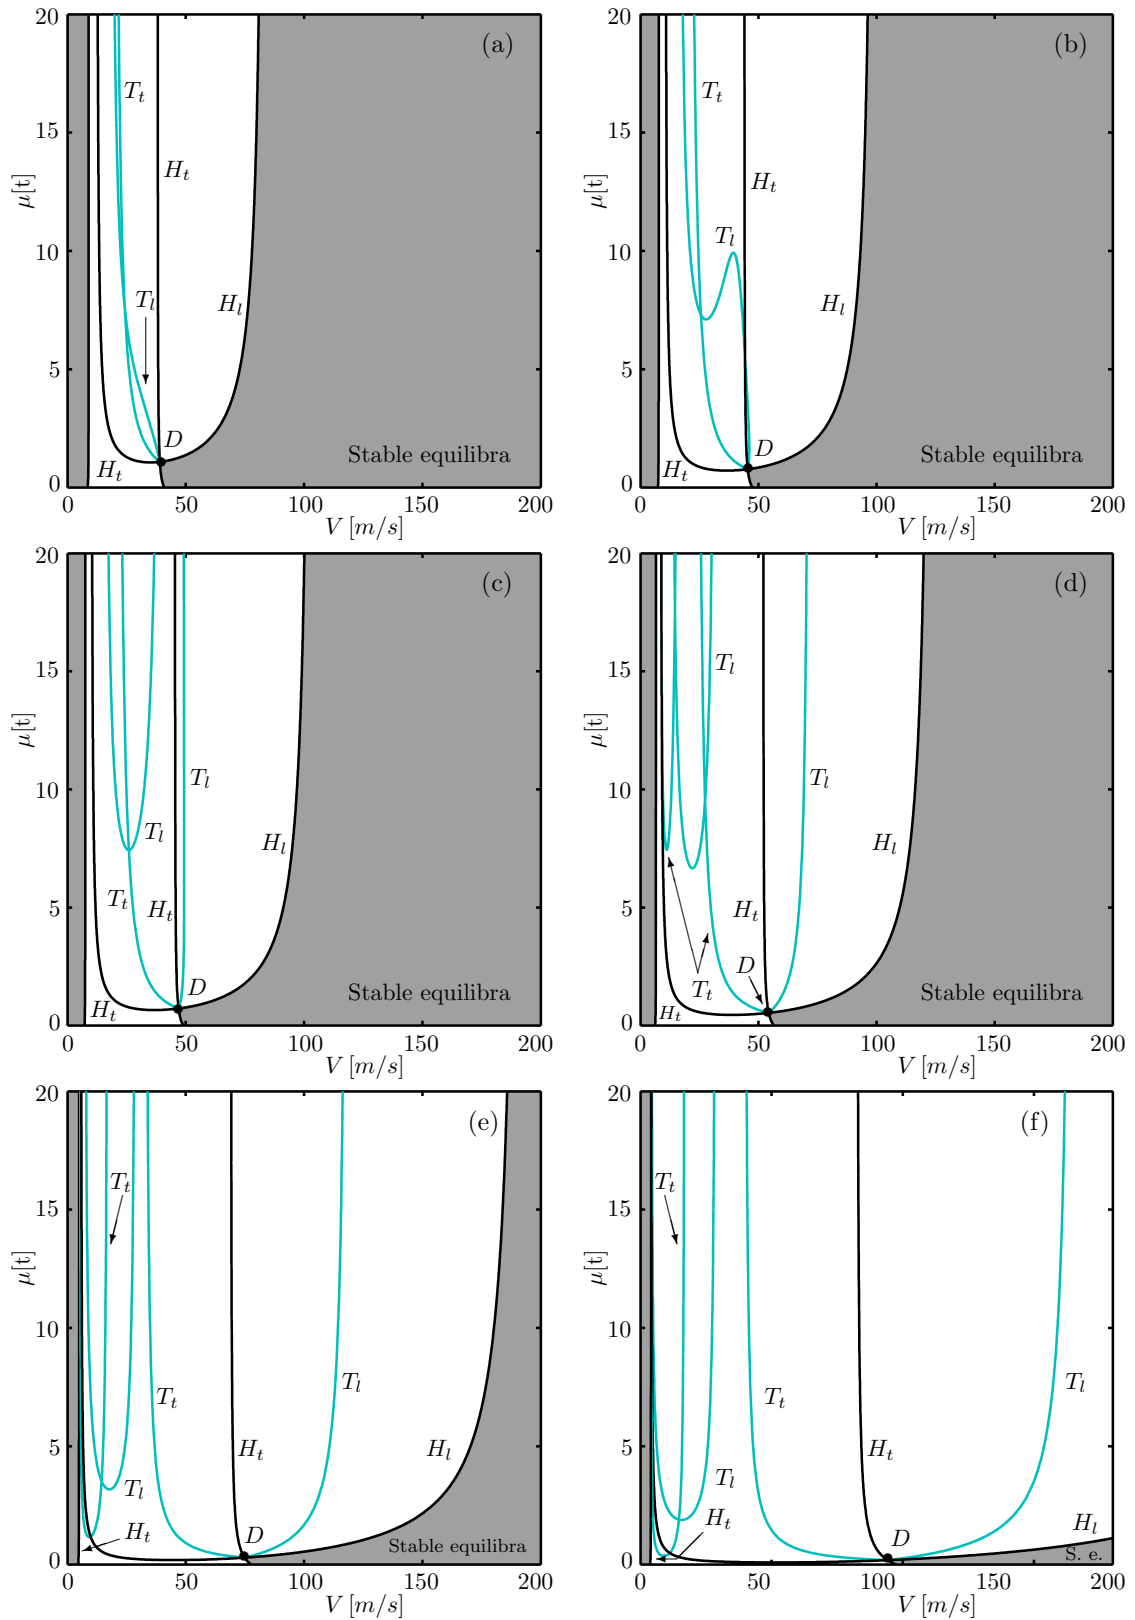 20
(a)
T_t
15
H_t
μ[t]
10
T_l
H_l
5
D
Stable equilibra
H_t
0
0 50 100 150 200
V [m/s]
20
(b)
T_t
15
H_t
μ[t]
10
T_l
H_l
5
D
Stable equilibra
H_t
0
0 50 100 150 200
V [m/s]
20
(c)
15
μ[t]
10
T_l
T_l
H_l
T_t
H_t
5
D
Stable equilibra
H_t
0
0 50 100 150 200
V [m/s]
20
(d)
T_l
15
μ[t]
10
T_l
H_l
5
H_t
D
T_t
Stable equilibra
H_t
0
0 50 100 150 200
V [m/s]
20
(e)
T_t
15
μ[t]
10
T_l
T_t
5
H_t
H_l
T_l
H_t
D
Stable equilibra
0
0 50 100 150 200
V [m/s]
20
(f)
T_t
15
μ[t]
10
T_l
T_t
5
H_t
T_l
H_t
D
H_l
S. e.
0
0 50 100 150 200
V [m/s]